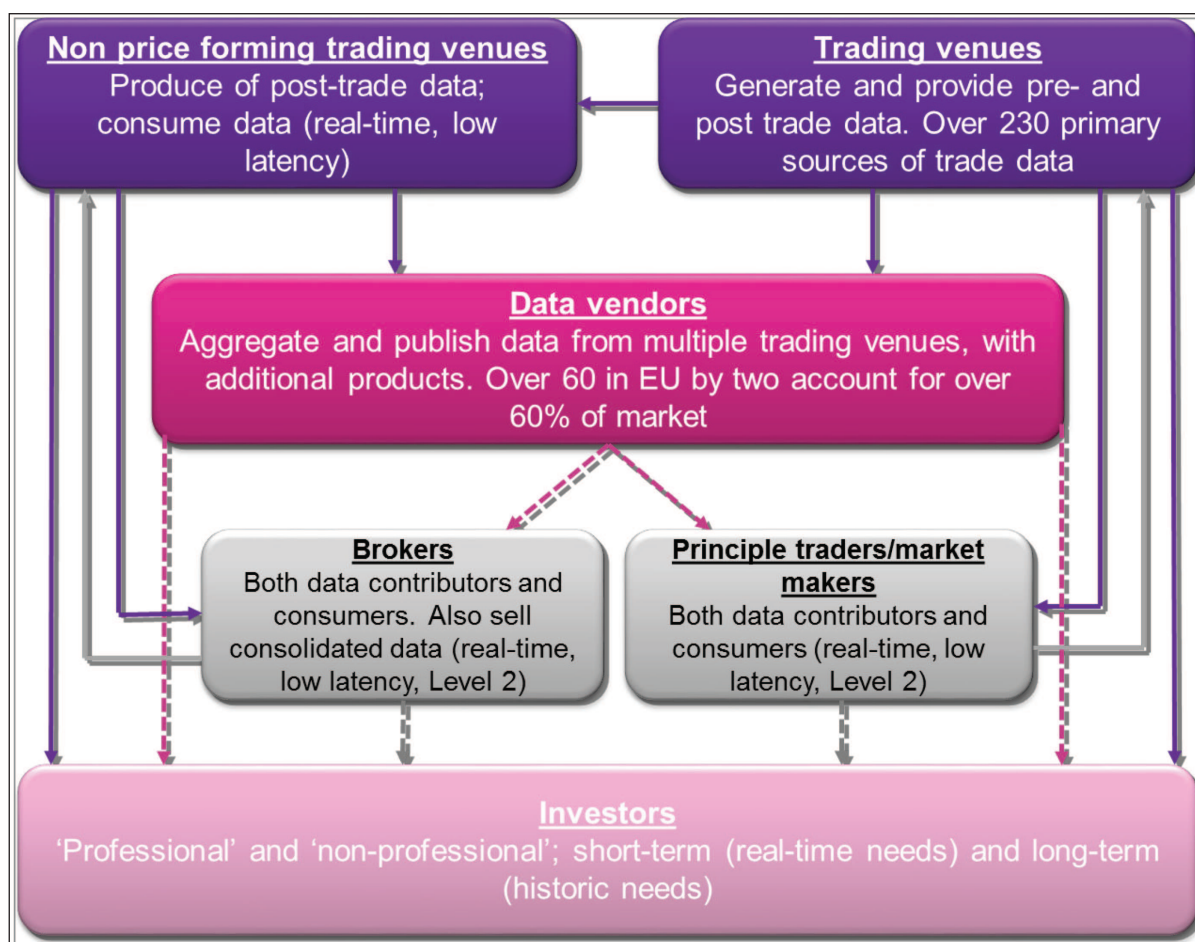 Non price forming trading venues
Produce of post-trade data;
consume data (real-time, low
latency)
Trading venues
Generate and provide pre- and
post trade data. Over 230 primary
sources of trade data
Data vendors
Aggregate and publish data from multiple trading venues, with
additional products. Over 60 in EU by two account for over
60% of market
Brokers
Both data contributors and
consumers. Also sell
consolidated data (real-time,
low latency, Level 2)
Principle traders/market
makers
Both data contributors and
consumers (real-time, low
latency, Level 2)
Investors
‘Professional’ and ‘non-professional’; short-term (real-time needs) and long-term
(historic needs)